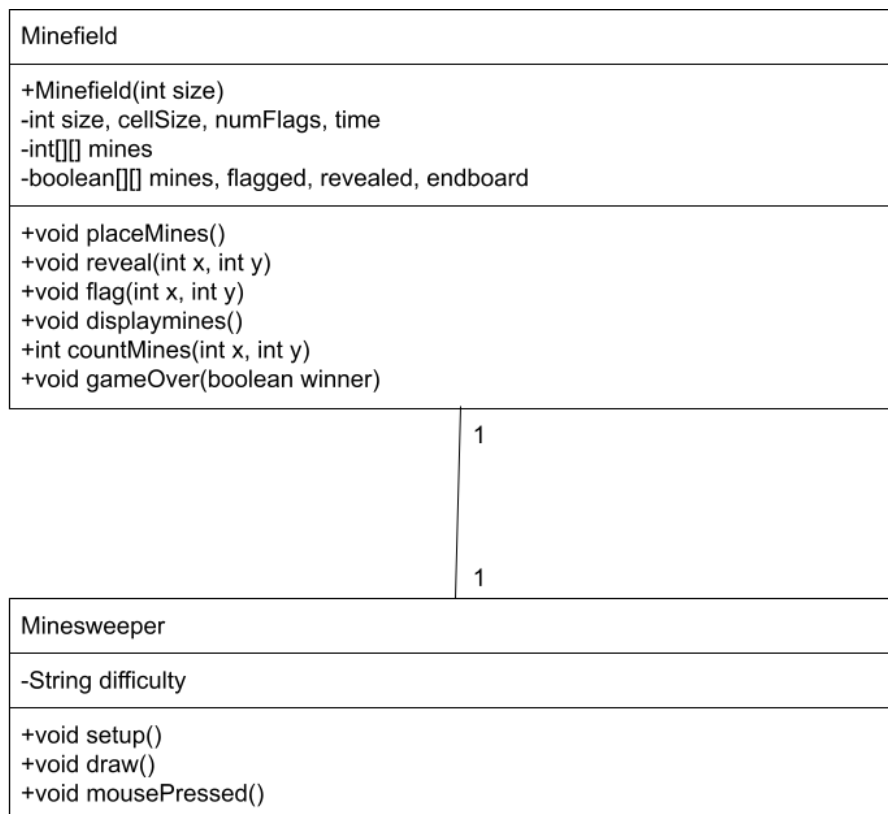 Minefield
+Minefield(int size)
-int size, cellSize, numFlags, time
-int[][] mines
-boolean[][] mines, flagged, revealed, endboard
+void placeMines()
+void reveal(int x, int y)
+void flag(int x, int y)
+void displaymines()
+int countMines(int x, int y)
+void gameOver(boolean winner)
1
1
Minesweeper
-String difficulty
+void setup()
+void draw()
+void mousePressed()